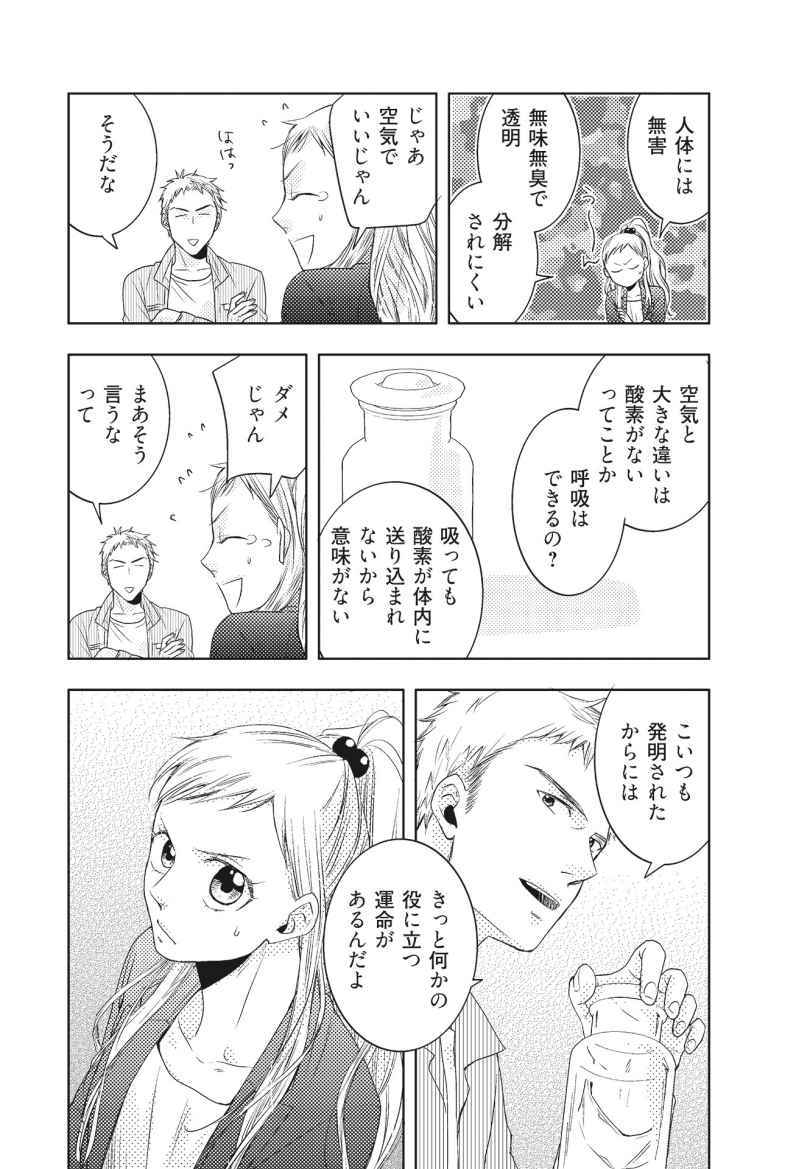 人体には
無害
無味無臭で
透明
分解
されにくい
うーん
じゃあ
空気で
いいじゃん
ははっ
そうだな
空気と
大きな違いは
酸素がない
ってことか
呼吸は
できるの?
吸っても
酸素が体内に
送り込まれ
ないから
意味がない
ダメ
じゃん
まあそう
言うな
って
こいつも
発明された
からには
きっと何かの
役に立つ
運命が
あるんだよ